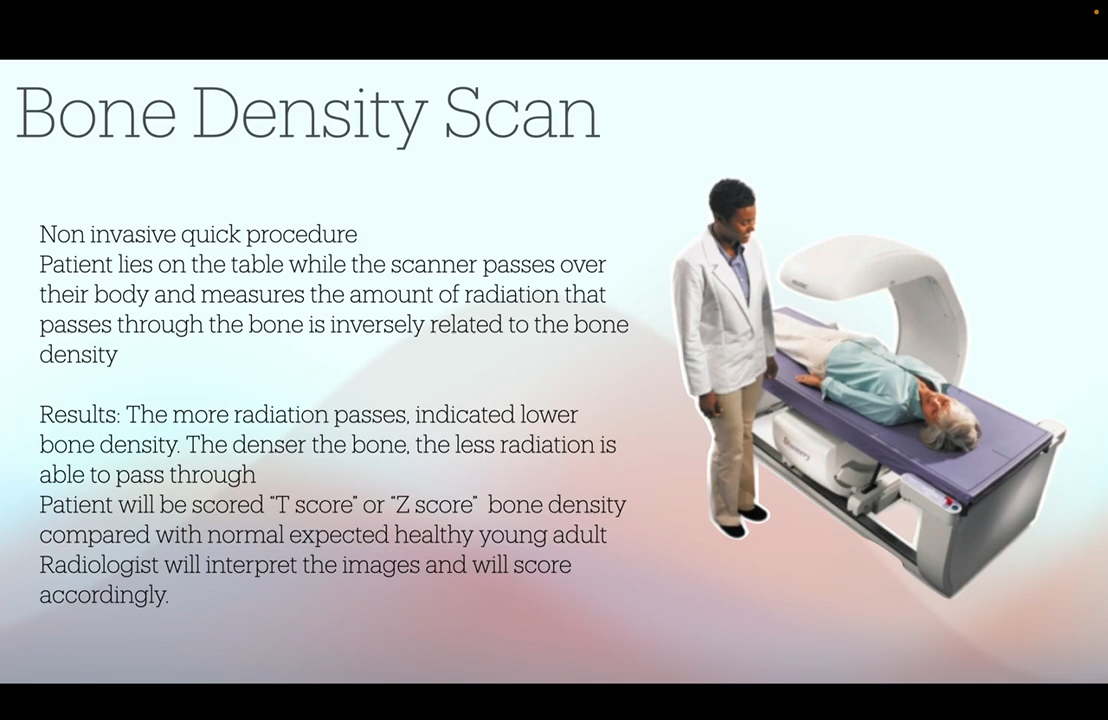 Bone Density Scan
Non invasive quick procedure
Patient lies on the table while the scanner passes over
their body and measures the amount of radiation that
passes through the bone is inversely related to the bone
density
Results: The more radiation passes, indicated lower
bone density. The denser the bone, the less radiation is
able to pass through
Patient will be scored “T score” or “Z score”  bone density
compared with normal expected healthy young adult
Radiologist will interpret the images and will score
accordingly.